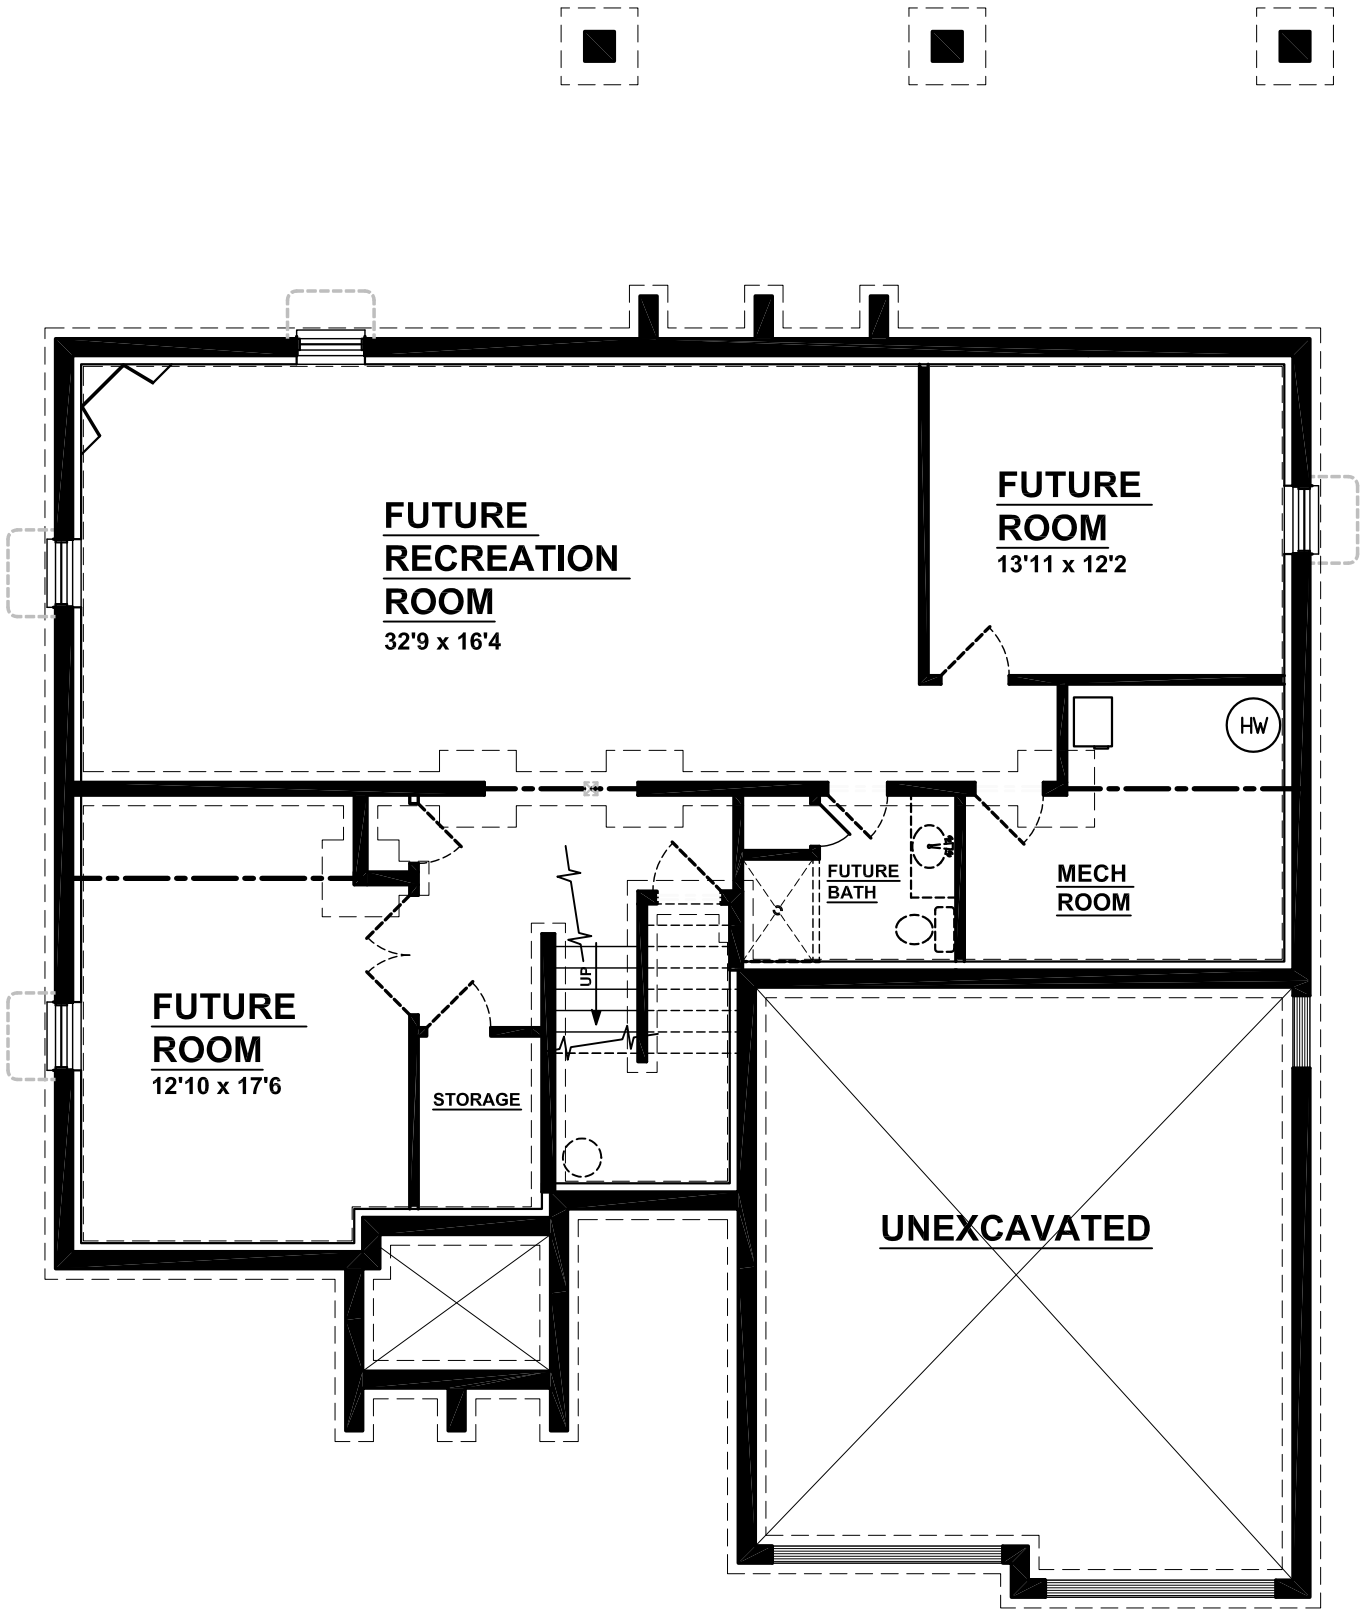 FUTURE
RECREATION
ROOM
32'9 x 16'4
FUTURE
ROOM
13'11 x 12'2
HW
FUTURE
BATH
MECH
ROOM
UP
FUTURE
ROOM
12'10 x 17'6
STORAGE
UNEXCAVATED